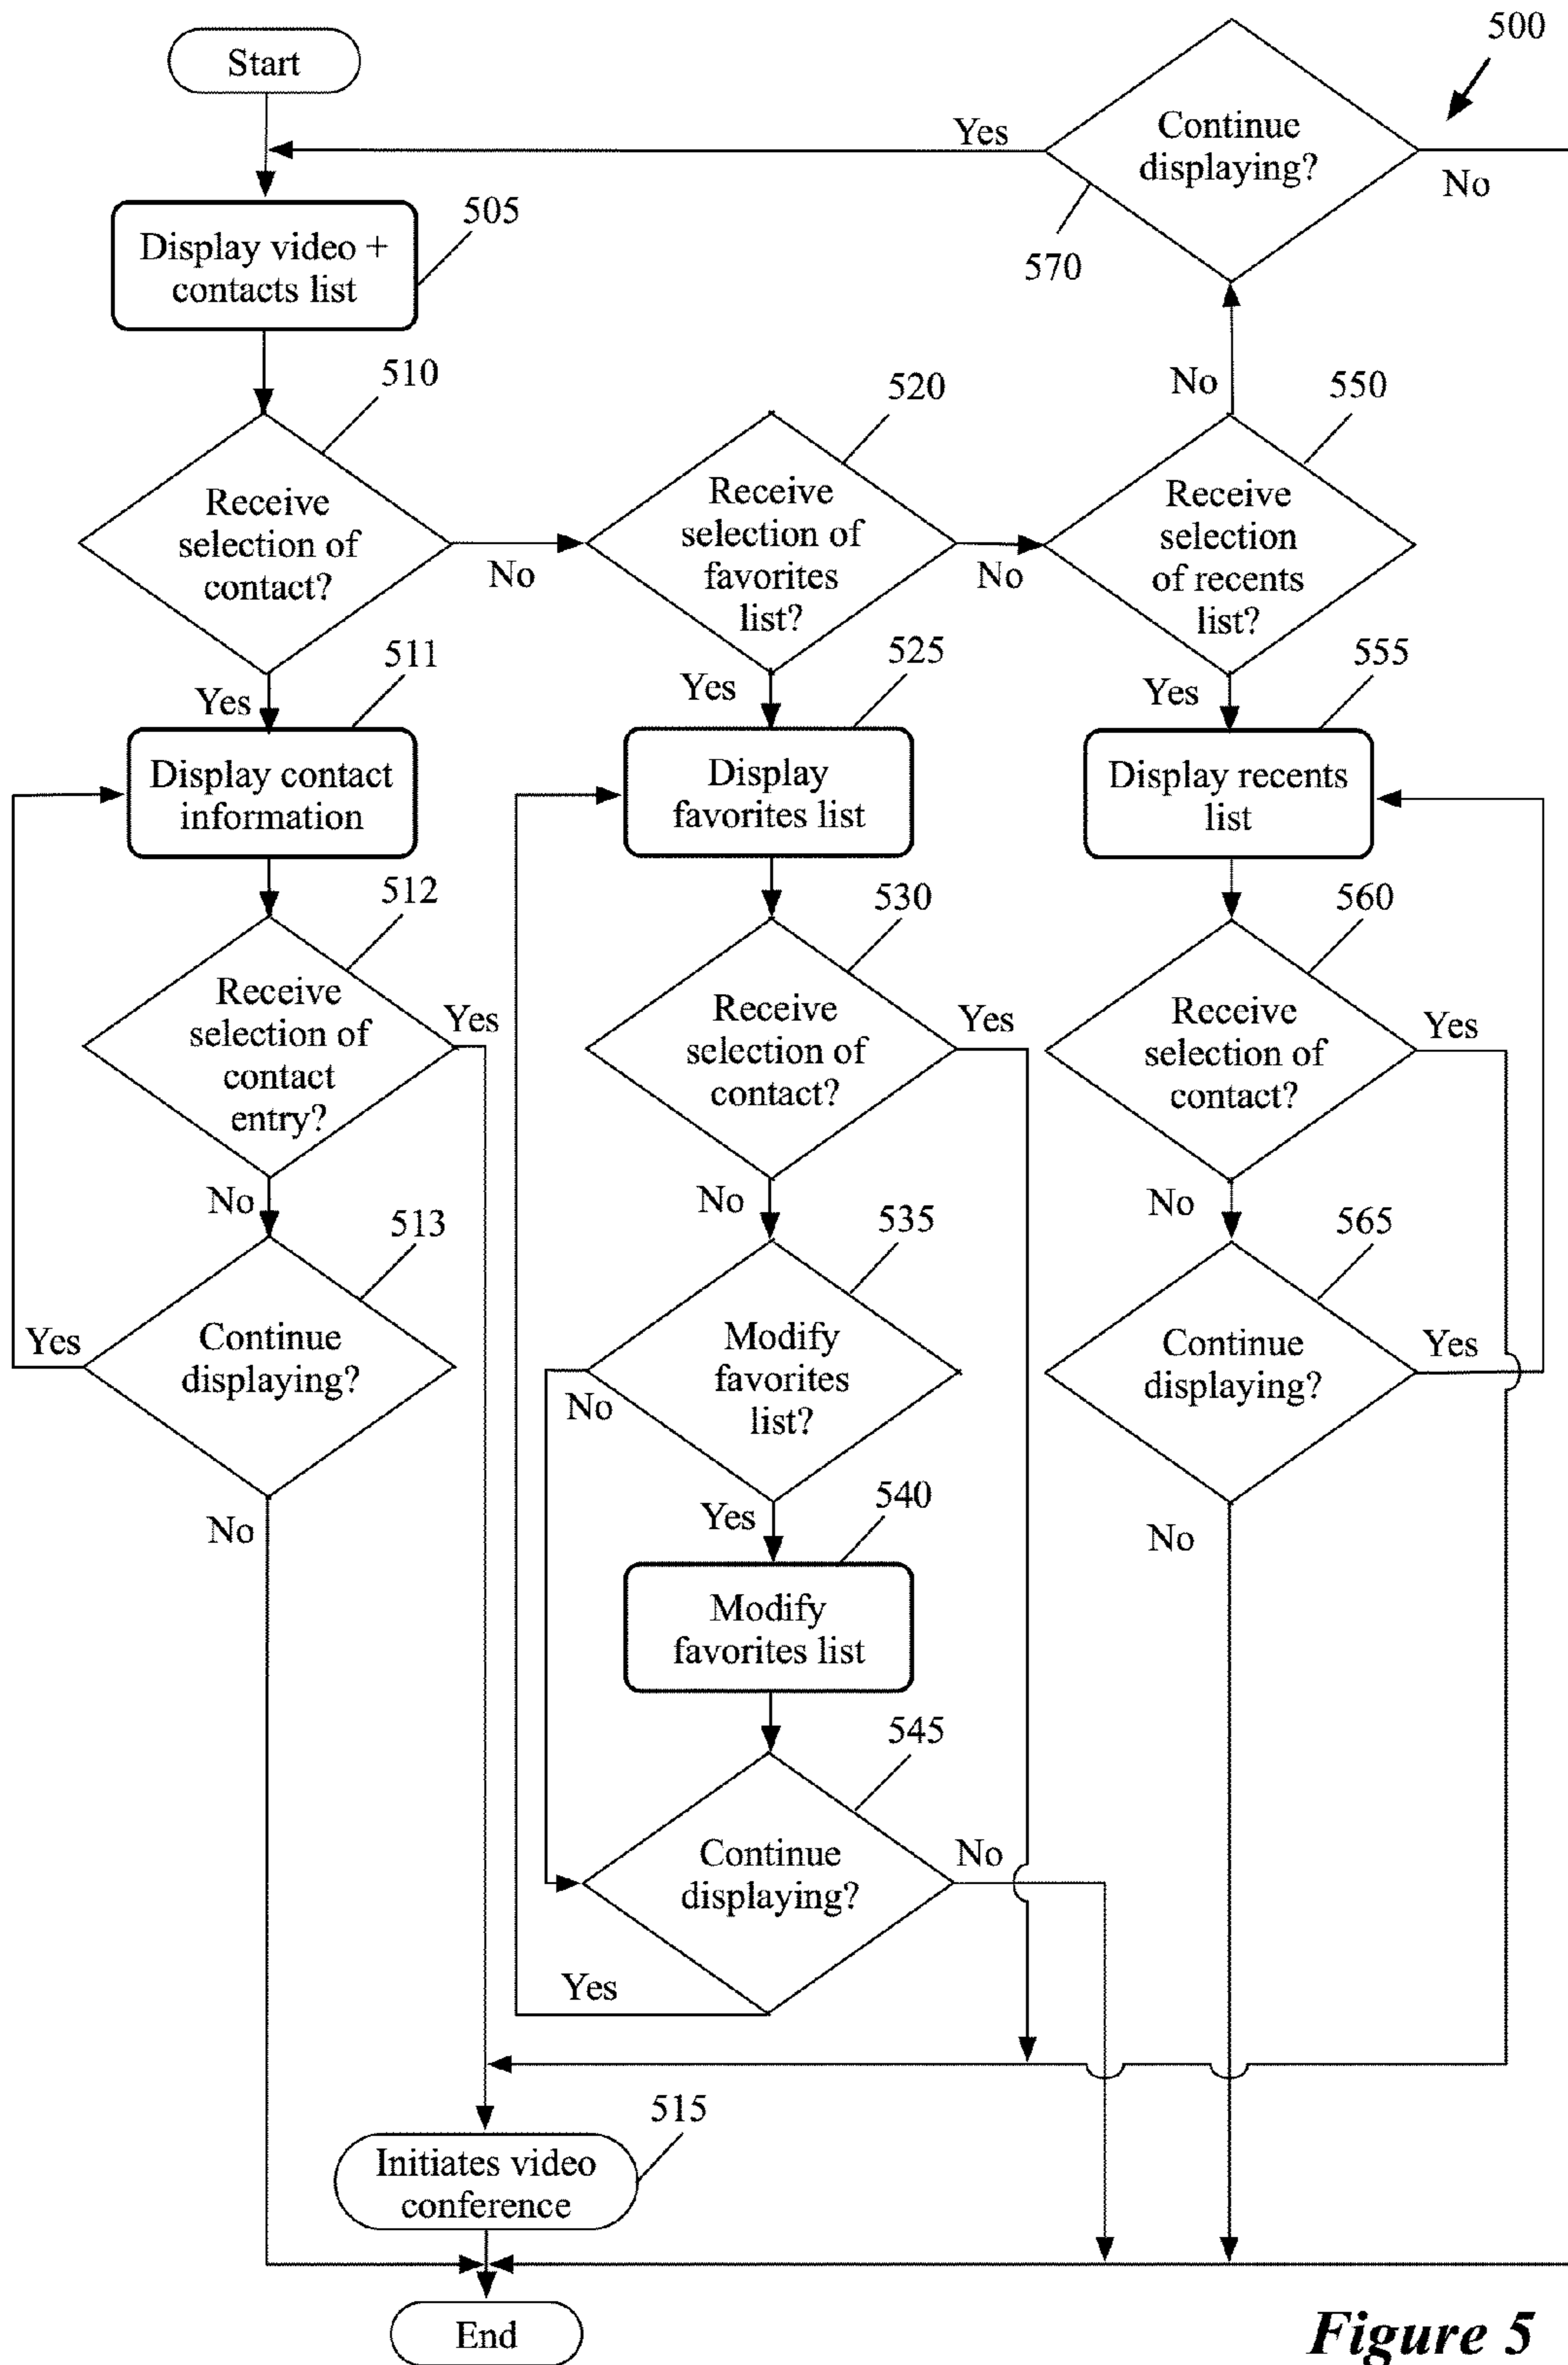 500
Start
Continue
displaying?
Yes
No
570
505
Display video +
contacts list
510
520
550
No
Receive
selection of
contact?
No
Receive
selection of
favorites
list?
No
Receive
selection
of recents
list?
511
525
555
Yes
Yes
Yes
Display contact
information
Display
favorites list
Display recents
list
512
530
560
Receive
selection of
contact
entry?
Yes
Receive
selection of
contact?
Yes
Receive
selection of
contact?
Yes
No
No
No
513
535
565
Yes
Continue
displaying?
Modify
favorites
list?
No
Continue
displaying?
Yes
No
Yes
No
540
Modify
favorites list
545
Continue
displaying?
No
Yes
515
Initiates video
conference
End
Figure 5